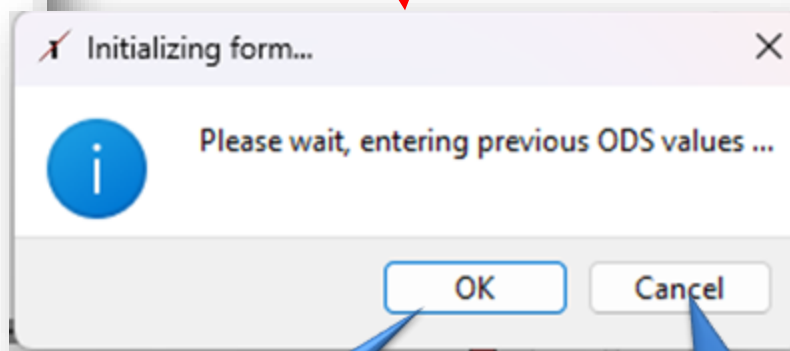 Initializing form...
Please wait, entering previous ODS values ...
OK
Cancel